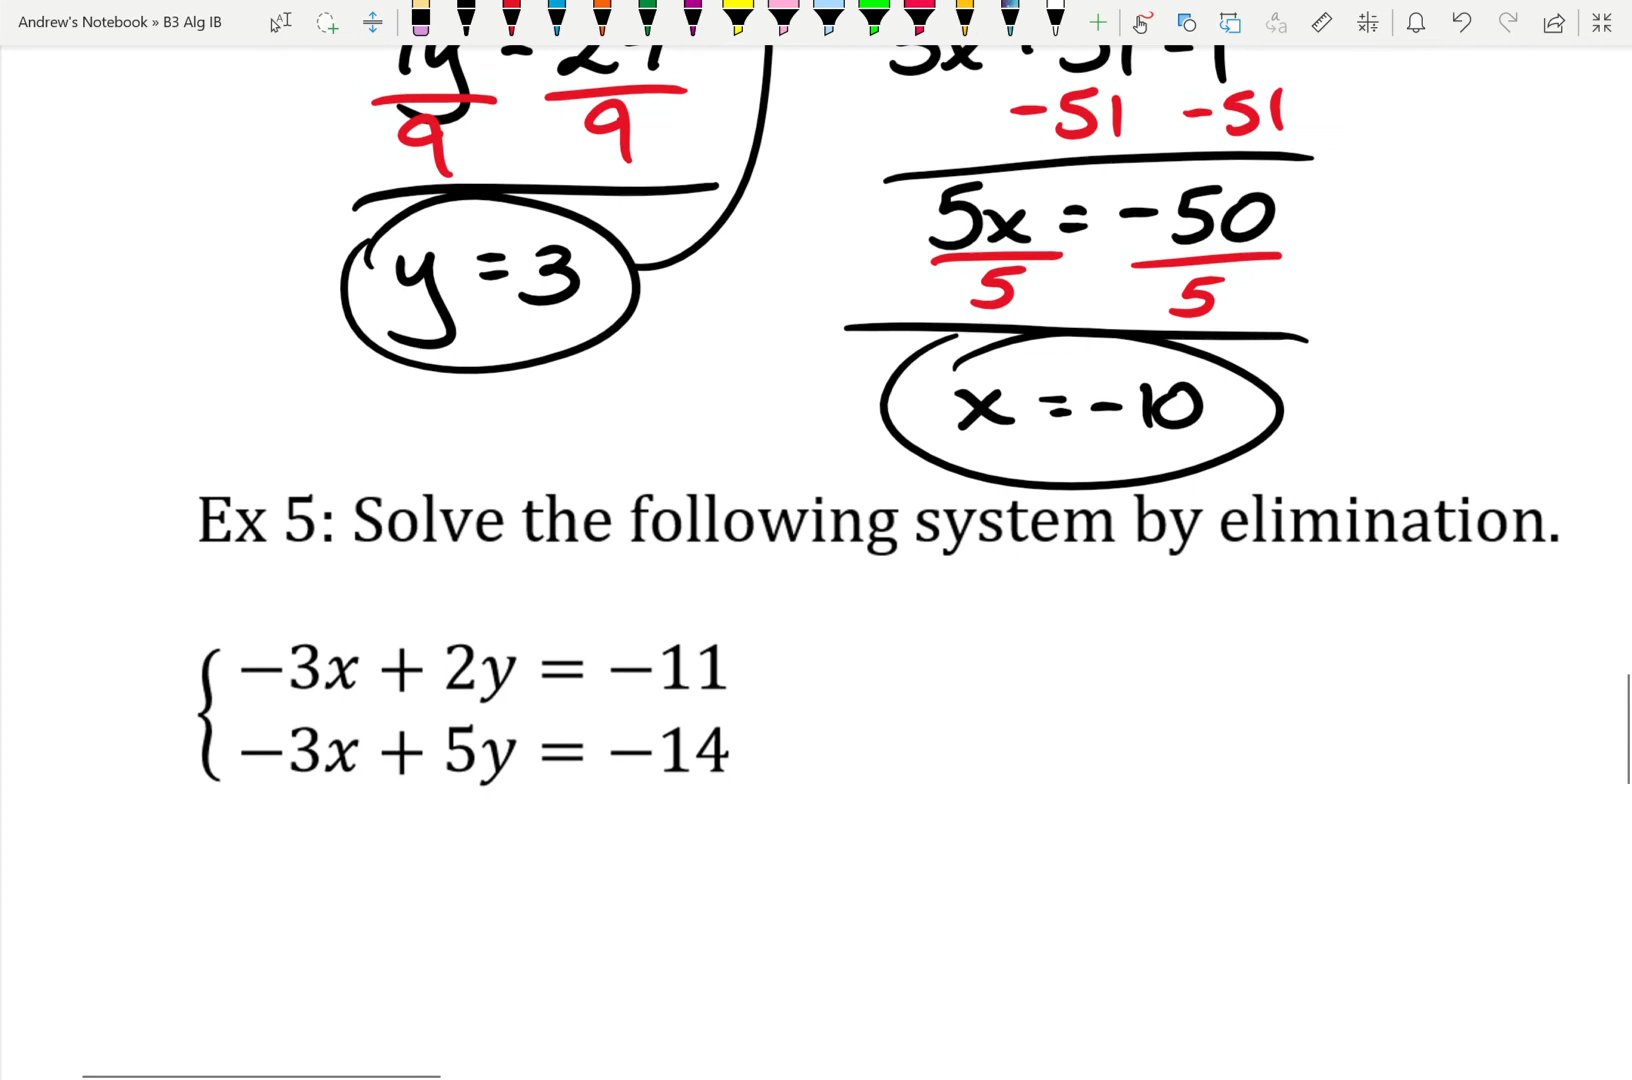 Andrew's Notebook » B3 Alg IB
9 9
-51 -51
y = 3
5x = -50
5 5
x = -10
Ex 5: Solve the following system by elimination.
−3x + 2y = −11
−3x + 5y = −14